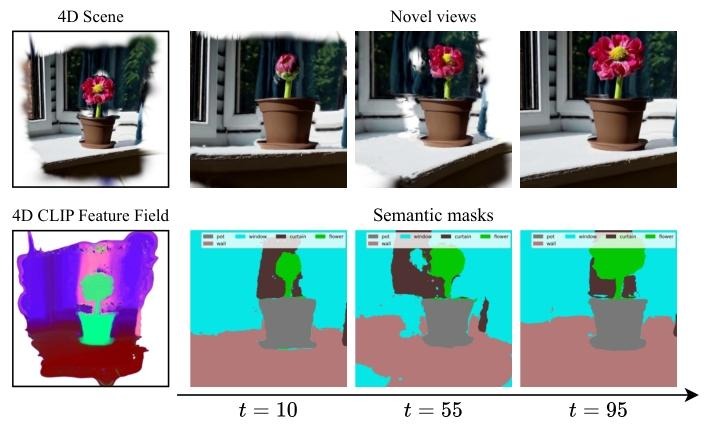 4D Scene
Novel views
4D CLIP Feature Field
Semantic masks
pot window curtain flower
wall
pot window curtain flower
wall
pot window curtain flower
wall
t = 10
t = 55
t = 95